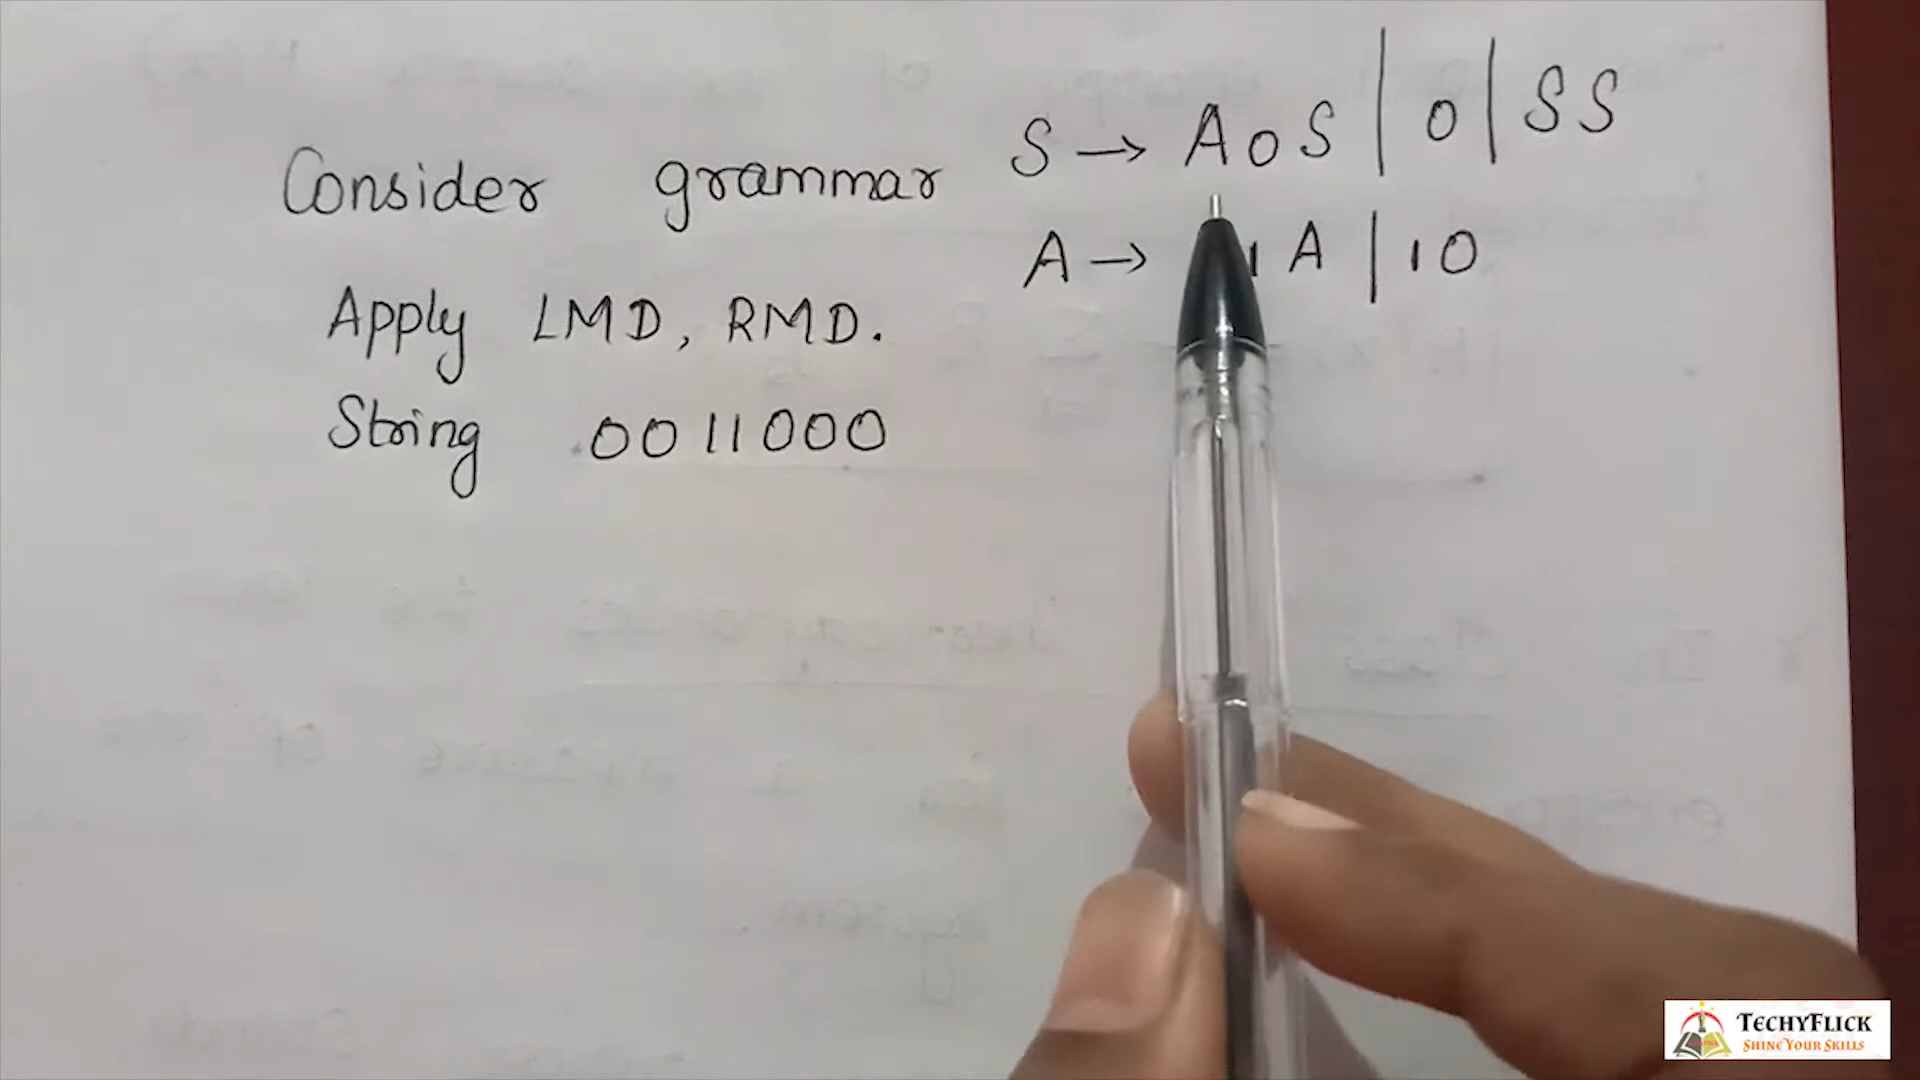 Consider grammar S → A0S | 0 | SS
A → 1A | 10
Apply LMD, RMD.
String 0011000
TECHYFLICK
SHINE YOUR SKILLS